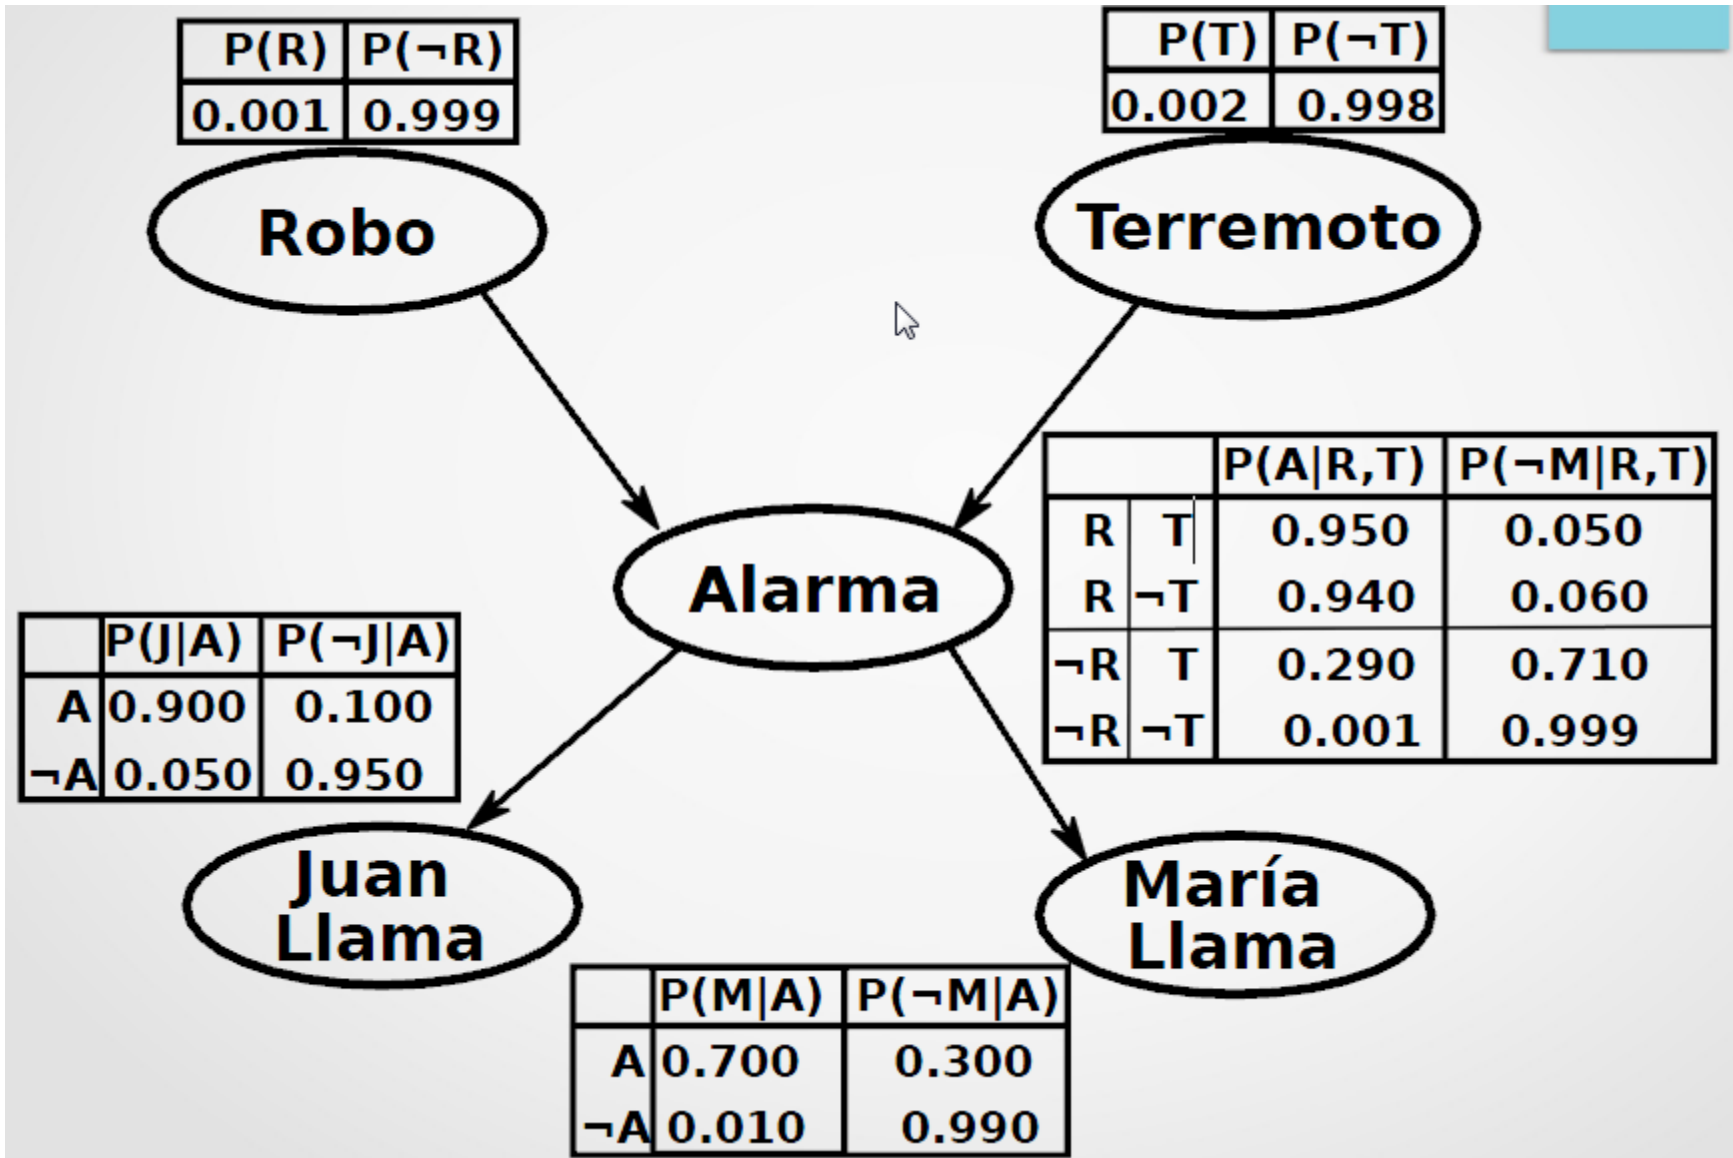 P(R) P(¬R)
0.001 0.999
Robo
P(T) P(¬T)
0.002 0.998
Terremoto
P(A|R,T) P(¬M|R,T)
R T 0.950 0.050
R ¬T 0.940 0.060
¬R T 0.290 0.710
¬R ¬T 0.001 0.999
Alarma
P(J|A) P(¬J|A)
A 0.900 0.100
¬A 0.050 0.950
Juan
Llama
María
Llama
P(M|A) P(¬M|A)
A 0.700 0.300
¬A 0.010 0.990